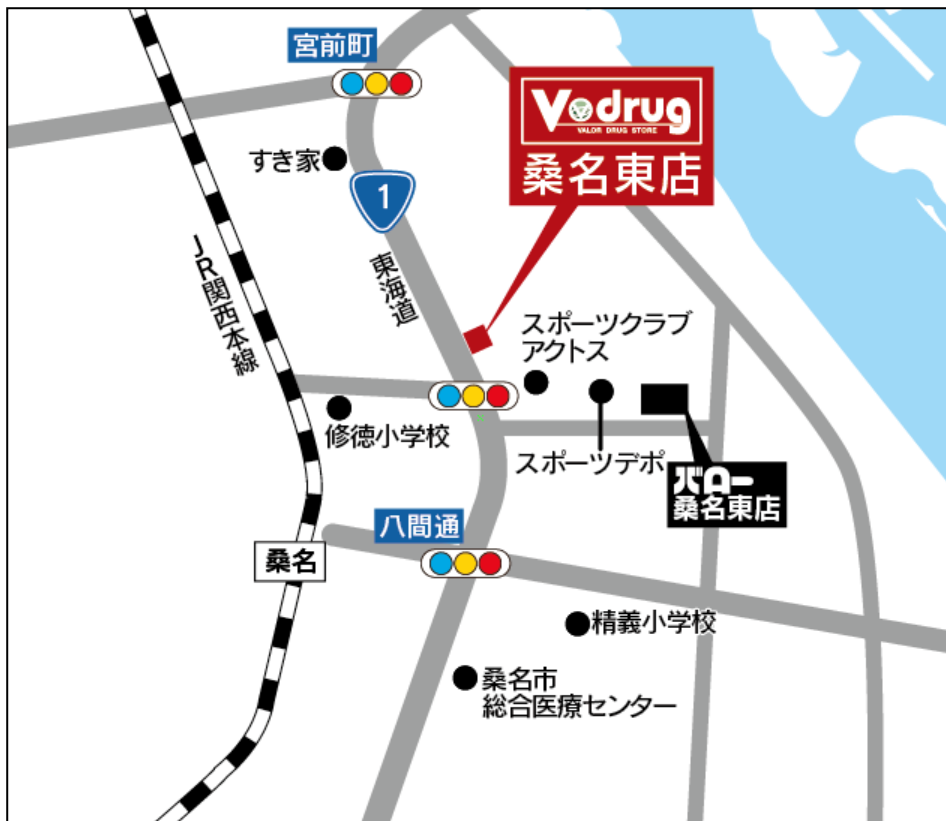 宮前町
V drug
VALOR DRUG STORE
桑名東店
すき家
1
東海道
JR関西本線
スポーツクラブ
アクトス
修徳小学校
スポーツデポ
バロー
桑名東店
八間通
桑名
精義小学校
桑名市
総合医療センター